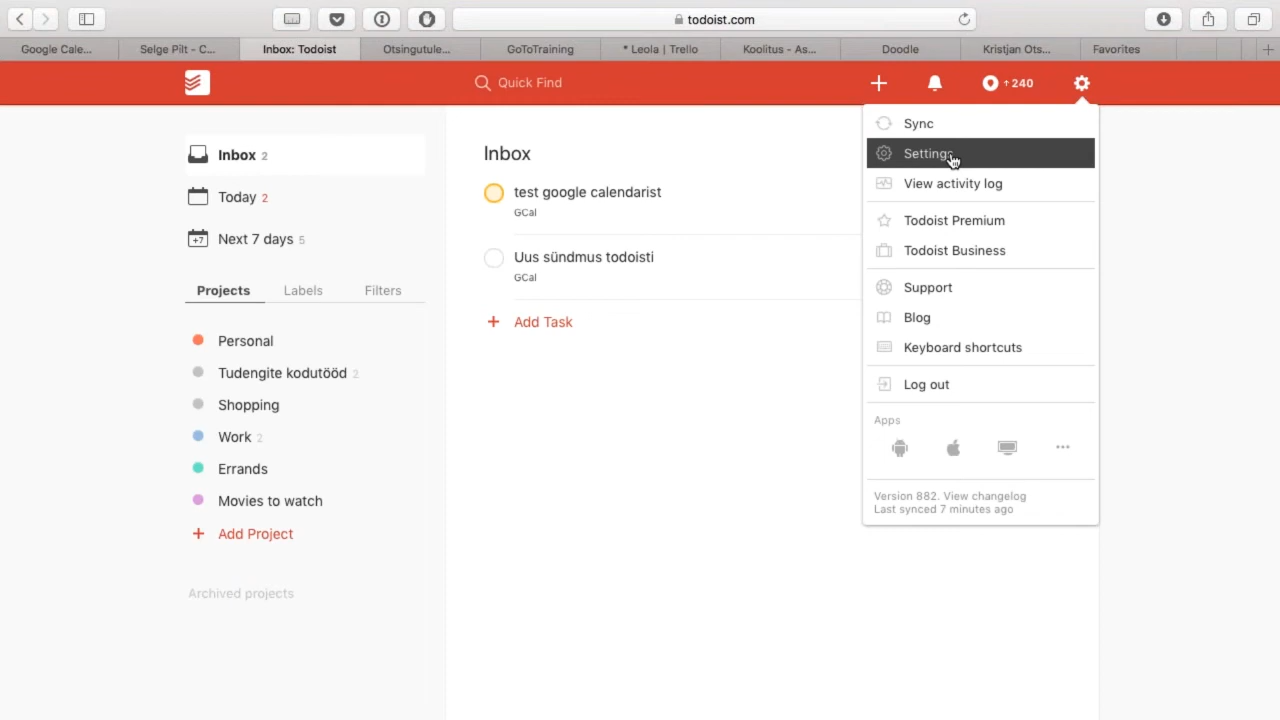 todoist.com
Google Cale...
Selge Pilt - C...
Inbox: Todoist
Otsingutule...
GoToTraining
* Leola | Trello
Koolitus - As...
Doodle
Kristjan Ots...
Favorites
Quick Find
↑240
Inbox 2
Today 2
+7
Next 7 days 5
Projects
Labels
Filters
Personal
Tudengite kodutööd 2
Shopping
Work 2
Errands
Movies to watch
+ Add Project
Archived projects
Inbox
test google calendarist
GCal
Uus sündmus todoisti
GCal
+ Add Task
Sync
Settings
View activity log
Todoist Premium
Todoist Business
Support
Blog
Keyboard shortcuts
Log out
Apps
Version 882. View changelog
Last synced 7 minutes ago